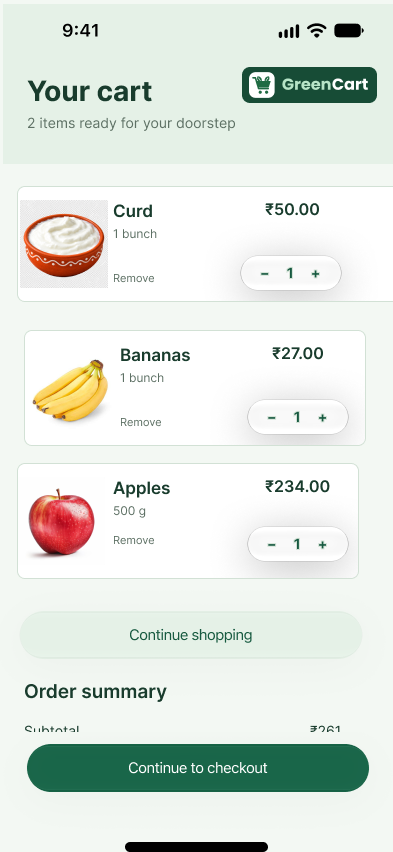 9:41
Your cart
GreenCart
2 items ready for your doorstep
Curd
₹50.00
1 bunch
Remove
− 1 +
Bananas
₹27.00
1 bunch
Remove
− 1 +
Apples
₹234.00
500 g
Remove
− 1 +
Continue shopping
Order summary
Subtotal ₹261
Continue to checkout